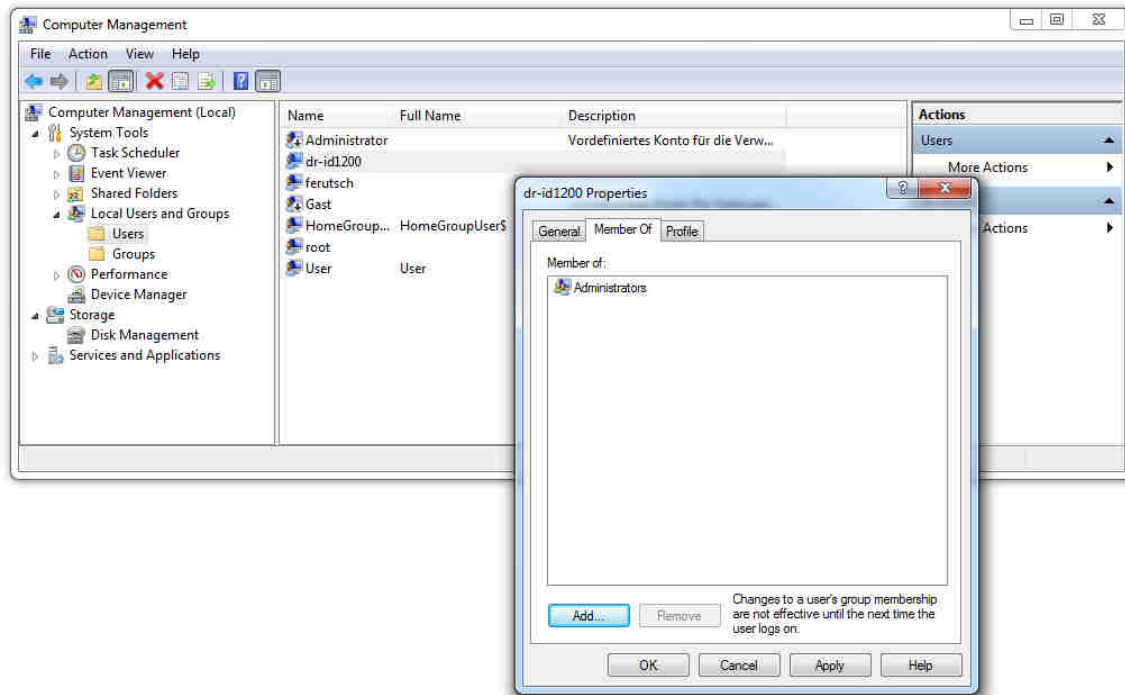 Computer Management
File Action View Help
Computer Management (Local)
System Tools
Task Scheduler
Event Viewer
Shared Folders
Local Users and Groups
Users
Groups
Performance
Device Manager
Storage
Disk Management
Services and Applications
Name Full Name Description
Administrator Vordefiniertes Konto für die Verw...
dr-id1200
ferutsch
Gast
HomeGroup... HomeGroupUser$
root
User User
Actions
Users
More Actions
Actions
dr-id1200 Properties
General Member Of Profile
Member of:
Administrators
Add... Remove
Changes to a user's group membership
are not effective until the next time the
user logs on.
OK Cancel Apply Help